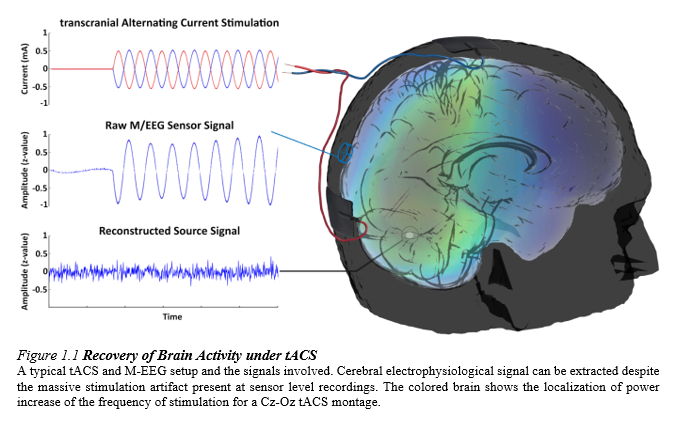 transcranial Alternating Current Stimulation
Current (mA)
1
0.5
0
-0.5
-1
Raw M/EEG Sensor Signal
Amplitude (z-value)
1
0.5
0
-0.5
-1
Reconstructed Source Signal
Amplitude (z-value)
1
0.5
0
-0.5
Time
Figure 1.1 Recovery of Brain Activity under tACS
A typical tACS and M-EEG setup and the signals involved. Cerebral electrophysiological signal can be extracted despite
the massive stimulation artifact present at sensor level recordings. The colored brain shows the localization of power
increase of the frequency of stimulation for a Cz-Oz tACS montage.